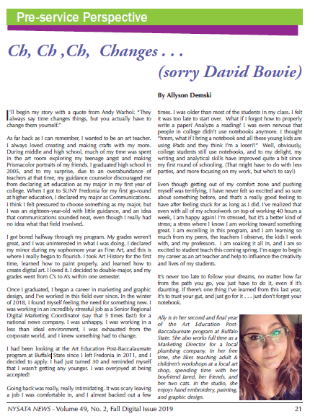 Pre-service Perspective
Ch, Ch ,Ch, Changes . . .
(sorry David Bowie)
By Allyson Demski
I'll begin my story with a quote from Andy Warhol: "They
always say time changes things, but you actually have to
change them yourself."
As far back as I can remember, I wanted to be an art teacher.
I always loved creating and making crafts with my mom.
During middle and high school, much of my time was spent
in the art room exploring my teenage angst and making
Prismacolor portraits of my friends. I graduated high school in
2005, and to my surprise, due to an overabundance of
teachers at that time, my guidance counselor discouraged me
from declaring art education as major in my first year of
college. When I got to SUNY Fredonia for my first go-round
at higher education, I declared my major as Communications.
I think I felt pressured to choose something as my major, but
I was an eighteen-year-old with little guidance, and an idea
that communications sounded neat, even though I really had
no idea what that field involved.
I got bored halfway through my program. My grades weren't
great, and I was uninterested in what I was doing. I declared
my minor during my sophomore year as Fine Art, and this is
where I really began to flourish. I took Art History for the first
time, learned how to paint properly, and learned how to
create digital art. I loved it. I decided to double-major, and my
grades went from C's to A's within one semester.
Once I graduated, I began a career in marketing and graphic
design, and I've worked in this field ever since. In the winter
of 2018, I found myself feeling the need for something new. I
was working in an incredibly stressful job as a Senior Regional
Digital Marketing Coordinator (say that 5 times fast) for a
national news company. I was unhappy. I was working in a
less than ideal environment, I was exhausted from the
corporate world, and I knew something had to change.
I had been looking at the Art Education Post-Baccalaureate
program at Buffalo State since I left Fredonia in 2011, and I
decided to apply. I had just turned 30 and reminded myself
that I wasn't getting any younger. I was overjoyed at being
accepted!
Going back was really, really intimidating. It was scary leaving
a job I was comfortable in, and I almost backed out a few
times. I was older than most of the students in my class. I felt
it was too late to start over. What if I forgot how to properly
write a paper? Analyze a reading? I was even nervous that
people in college didn't use notebooks anymore. I thought
"hmm, what if I bring a notebook and all these young kids are
using iPads and they think I'm a loser!?" Well, obviously,
college students still use notebooks, and to my delight, my
writing and analytical skills have improved quite a bit since
my first round of schooling. (That might have to do with less
parties, and more focusing on my work, but who's to say!)
Even though getting out of my comfort zone and pushing
myself was terrifying, I have never felt so excited and so sure
about something before, and that's a really good feeling to
have after feeling stuck for as long as I did. I've realized that
even with all of my schoolwork (on top of working 40 hours a
week, I am happy again! I'm stressed, but it's a better kind of
stress; a stress where I know I am working toward something
great. I am excelling in this program, and I am learning so
much from my peers, the teachers I observe, the kids I work
with, and my professors. I am soaking it all in, and I am so
excited to student teach this coming spring. I'm eager to begin
my career as an art teacher and help to influence the creativity
and lives of my students.
It's never too late to follow your dreams, no matter how far
from the path you go, you just have to do it, even if it's
daunting. If there's one thing I've learned from this last year,
it's to trust your gut, and just go for it . . . just don't forget your
notebook.
Ally is in her second and final year
of the Art Education Post-
Baccalaureate program at Buffalo
State. She also works full time as a
Marketing Director for a local
plumbing company. In her free
time, she likes teaching adult &
children's workshops at a local art
shop, spending time with her
boyfriend Jared, her friends, and
her two cats. In the studio, she
enjoys hand embroidery, painting,
and graphic design.
NYSATA NEWS - Volume 49, No. 2, Fall Digital Issue 2019
21